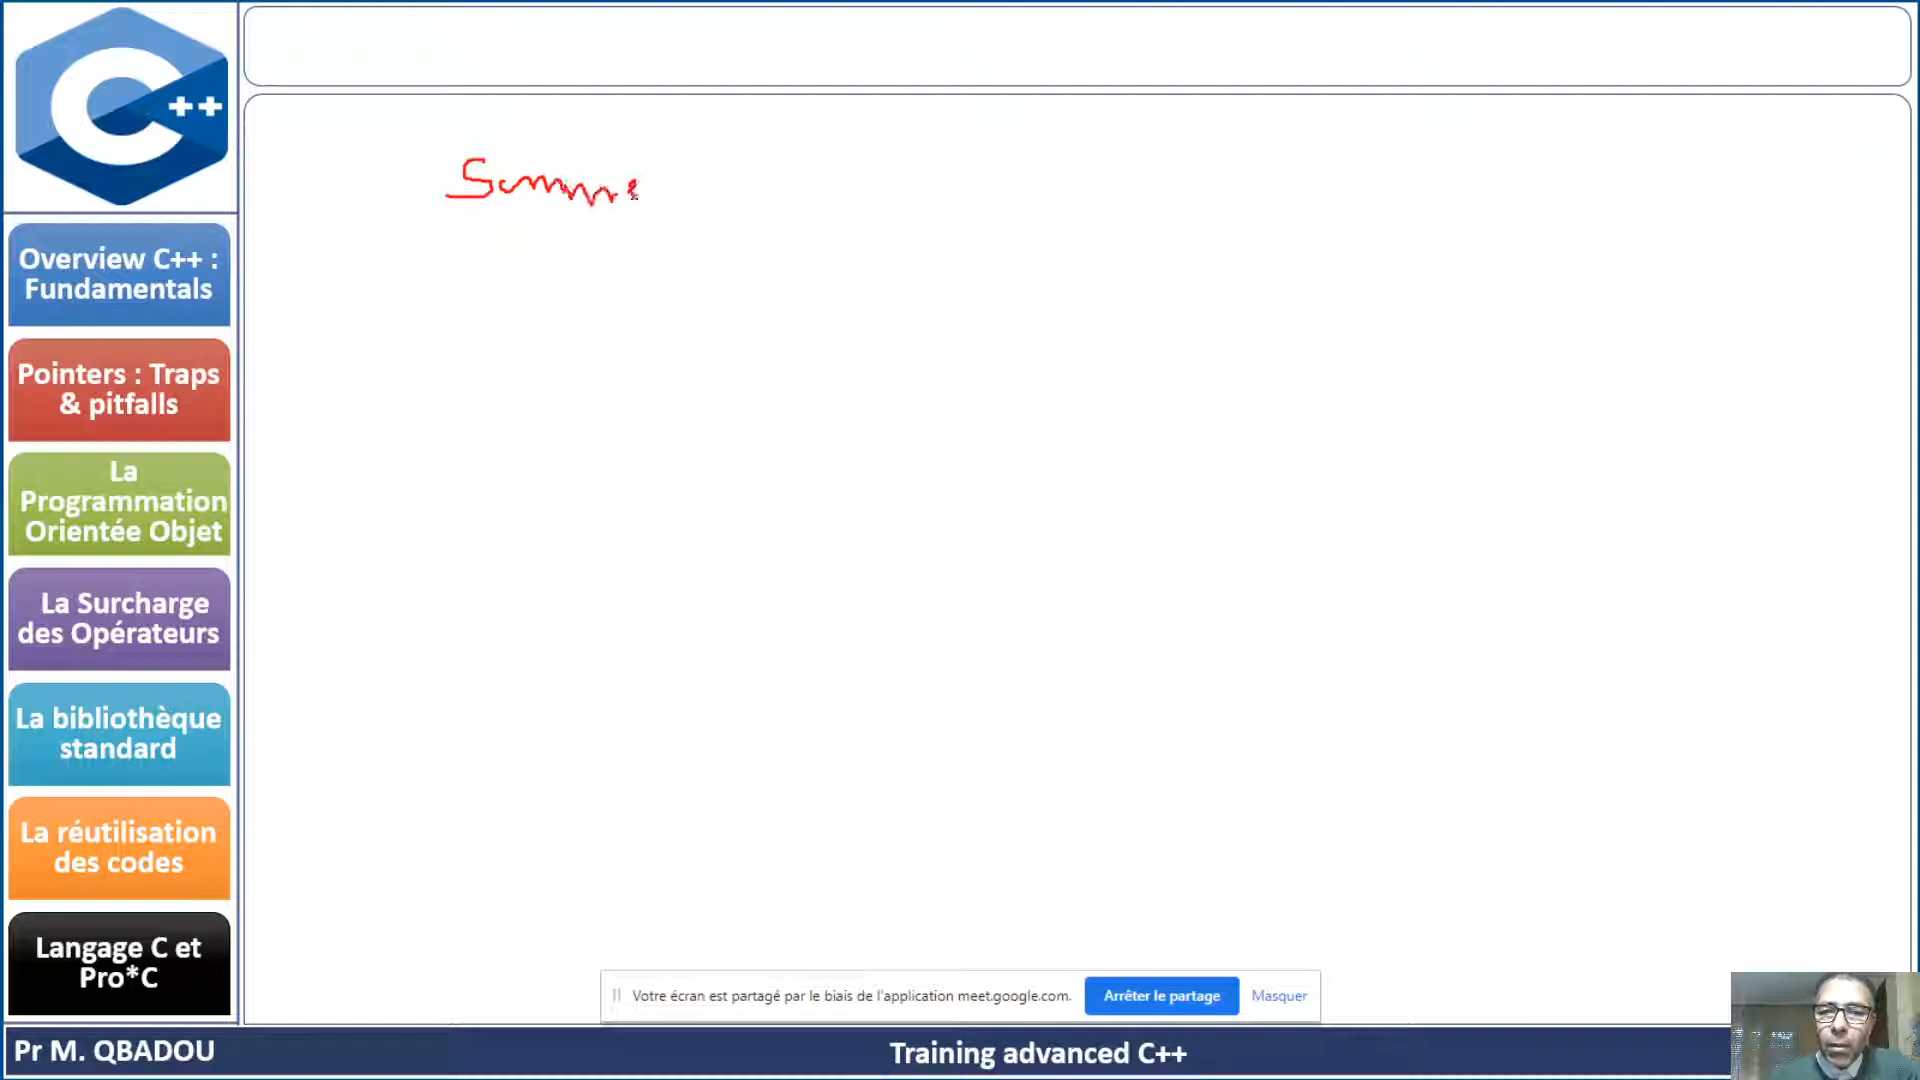 C++
Overview C++ :
Fundamentals
Pointers : Traps
& pitfalls
La
Programmation
Orientée Objet
La Surcharge
des Opérateurs
La bibliothèque
standard
La réutilisation
des codes
Langage C et
Pro*C
Votre écran est partagé par le biais de l'application meet.google.com.
Arrêter le partage
Masquer
Pr M. QBADOU
Training advanced C++